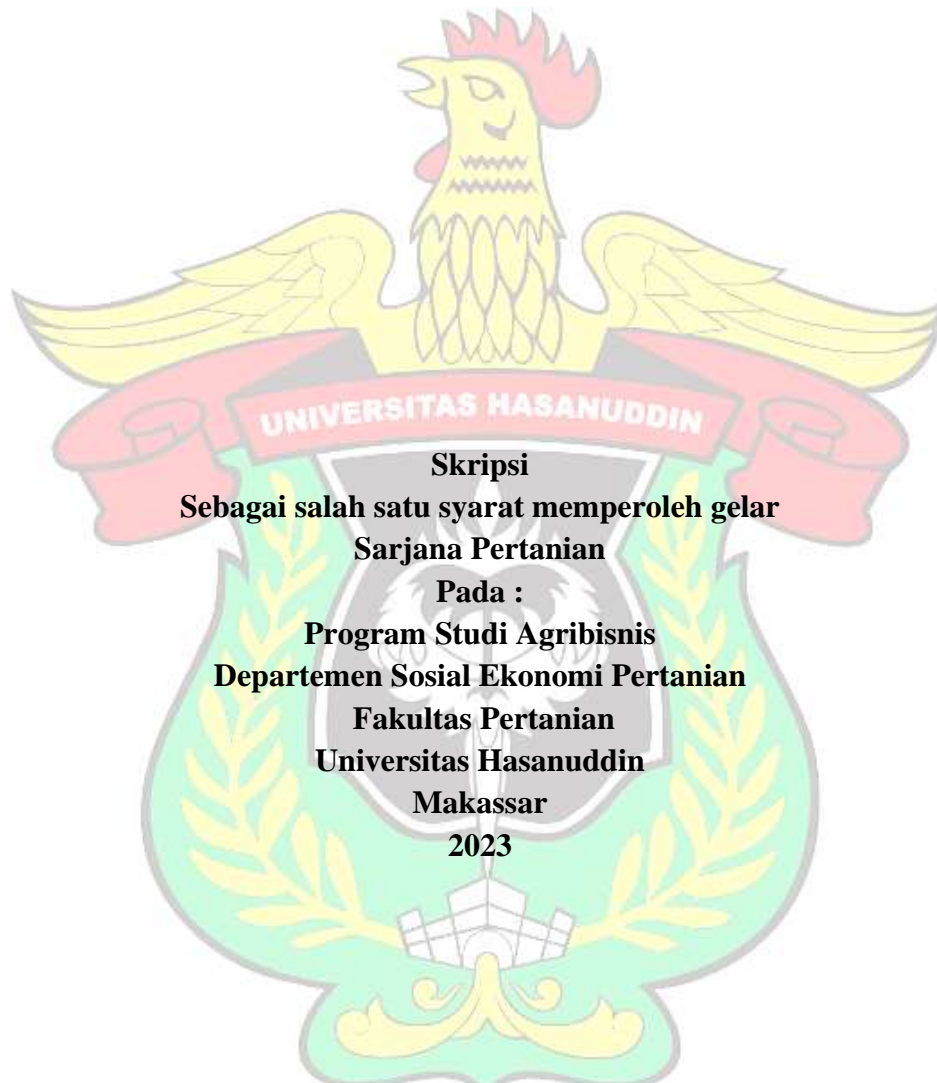 UNIVERSITAS HASANUDDIN
Skripsi
Sebagai salah satu syarat memperoleh gelar
Sarjana Pertanian
Pada :
Program Studi Agribisnis
Departemen Sosial Ekonomi Pertanian
Fakultas Pertanian
Universitas Hasanuddin
Makassar
2023